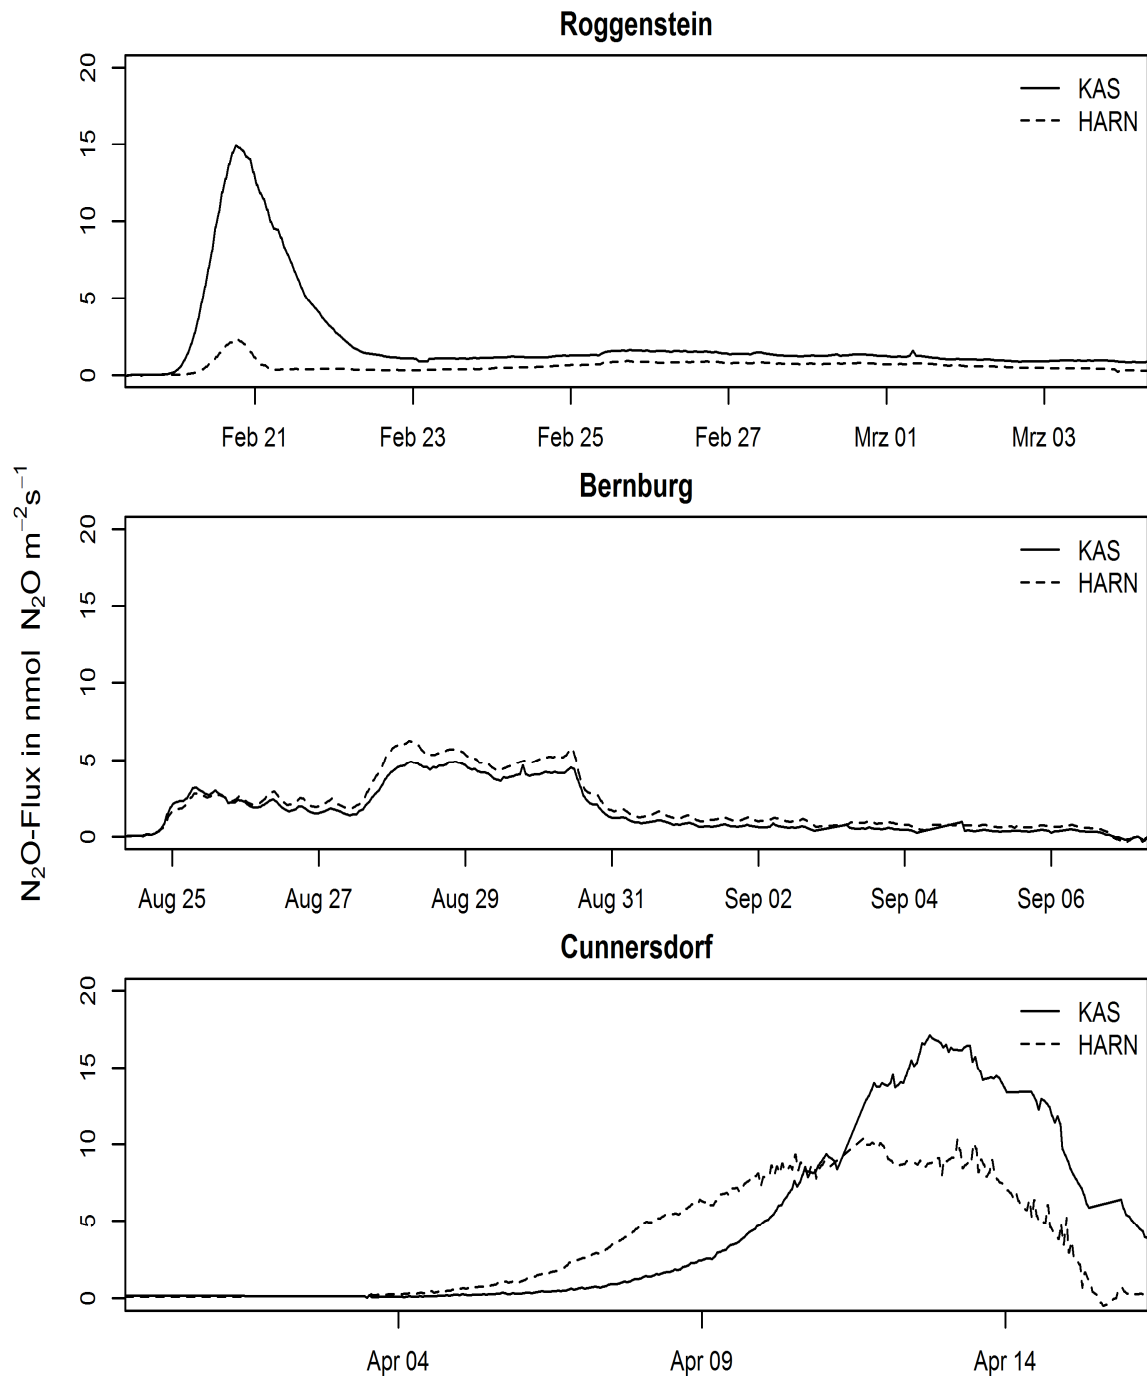 Roggenstein
20
15
10
5
0
KAS
HARN
Feb 21 Feb 23 Feb 25 Feb 27 Mrz 01 Mrz 03
N₂O-Flux in nmol N₂O m⁻²s⁻¹
Bernburg
20
15
10
5
0
KAS
HARN
Aug 25 Aug 27 Aug 29 Aug 31 Sep 02 Sep 04 Sep 06
Cunnersdorf
20
15
10
5
0
KAS
HARN
Apr 04 Apr 09 Apr 14